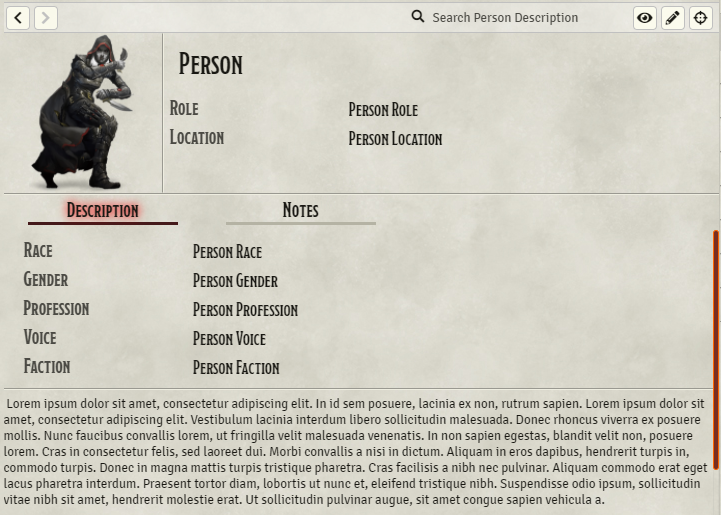 Search Person Description
Person
Role Person Role
Location Person Location
Description Notes
Race Person Race
Gender Person Gender
Profession Person Profession
Voice Person Voice
Faction Person Faction
Lorem ipsum dolor sit amet, consectetur adipiscing elit. In id sem posuere, lacinia ex non, rutrum sapien. Lorem ipsum dolor sit
amet, consectetur adipiscing elit. Vestibulum lacinia interdum libero sollicitudin malesuada. Donec rhoncus viverra ex posuere
mollis. Nunc faucibus convallis lorem, ut fringilla velit malesuada venenatis. In non sapien egestas, blandit velit non, posuere
lorem. Cras in consectetur felis, sed laoreet dui. Morbi convallis a nisi in dictum. Aliquam in eros dapibus, hendrerit turpis in,
commodo turpis. Donec in magna mattis turpis tristique pharetra. Cras facilisis a nibh nec pulvinar. Aliquam commodo erat eget
lacus pharetra interdum. Praesent tortor diam, lobortis ut nunc et, eleifend tristique nibh. Suspendisse odio ipsum, sollicitudin
vitae nibh sit amet, hendrerit molestie erat. Ut sollicitudin pulvinar augue, sit amet congue sapien vehicula a.